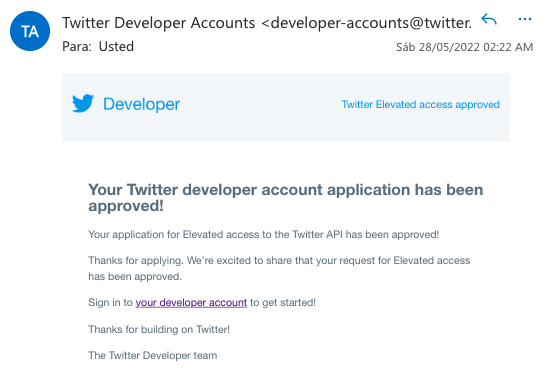 TA
Twitter Developer Accounts <developer-accounts@twitter.
Para: Usted
Sáb 28/05/2022 02:22 AM
Developer
Twitter Elevated access approved
Your Twitter developer account application has been
approved!
Your application for Elevated access to the Twitter API has been approved!
Thanks for applying. We're excited to share that your request for Elevated access
has been approved.
Sign in to your developer account to get started!
Thanks for building on Twitter!
The Twitter Developer team